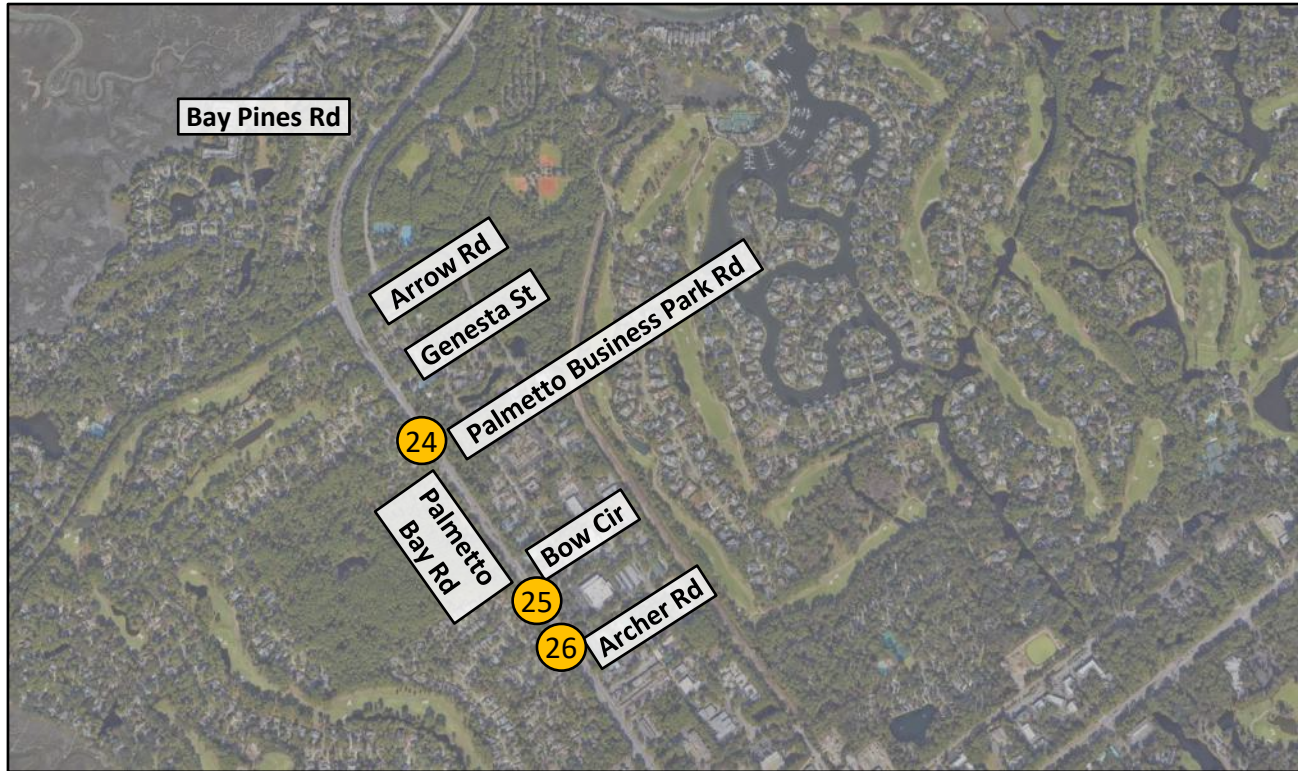 Bay Pines Rd
Arrow Rd
Genesta St
Palmetto Business Park Rd
24
Palmetto
Bay Rd
Bow Cir
25
26
Archer Rd